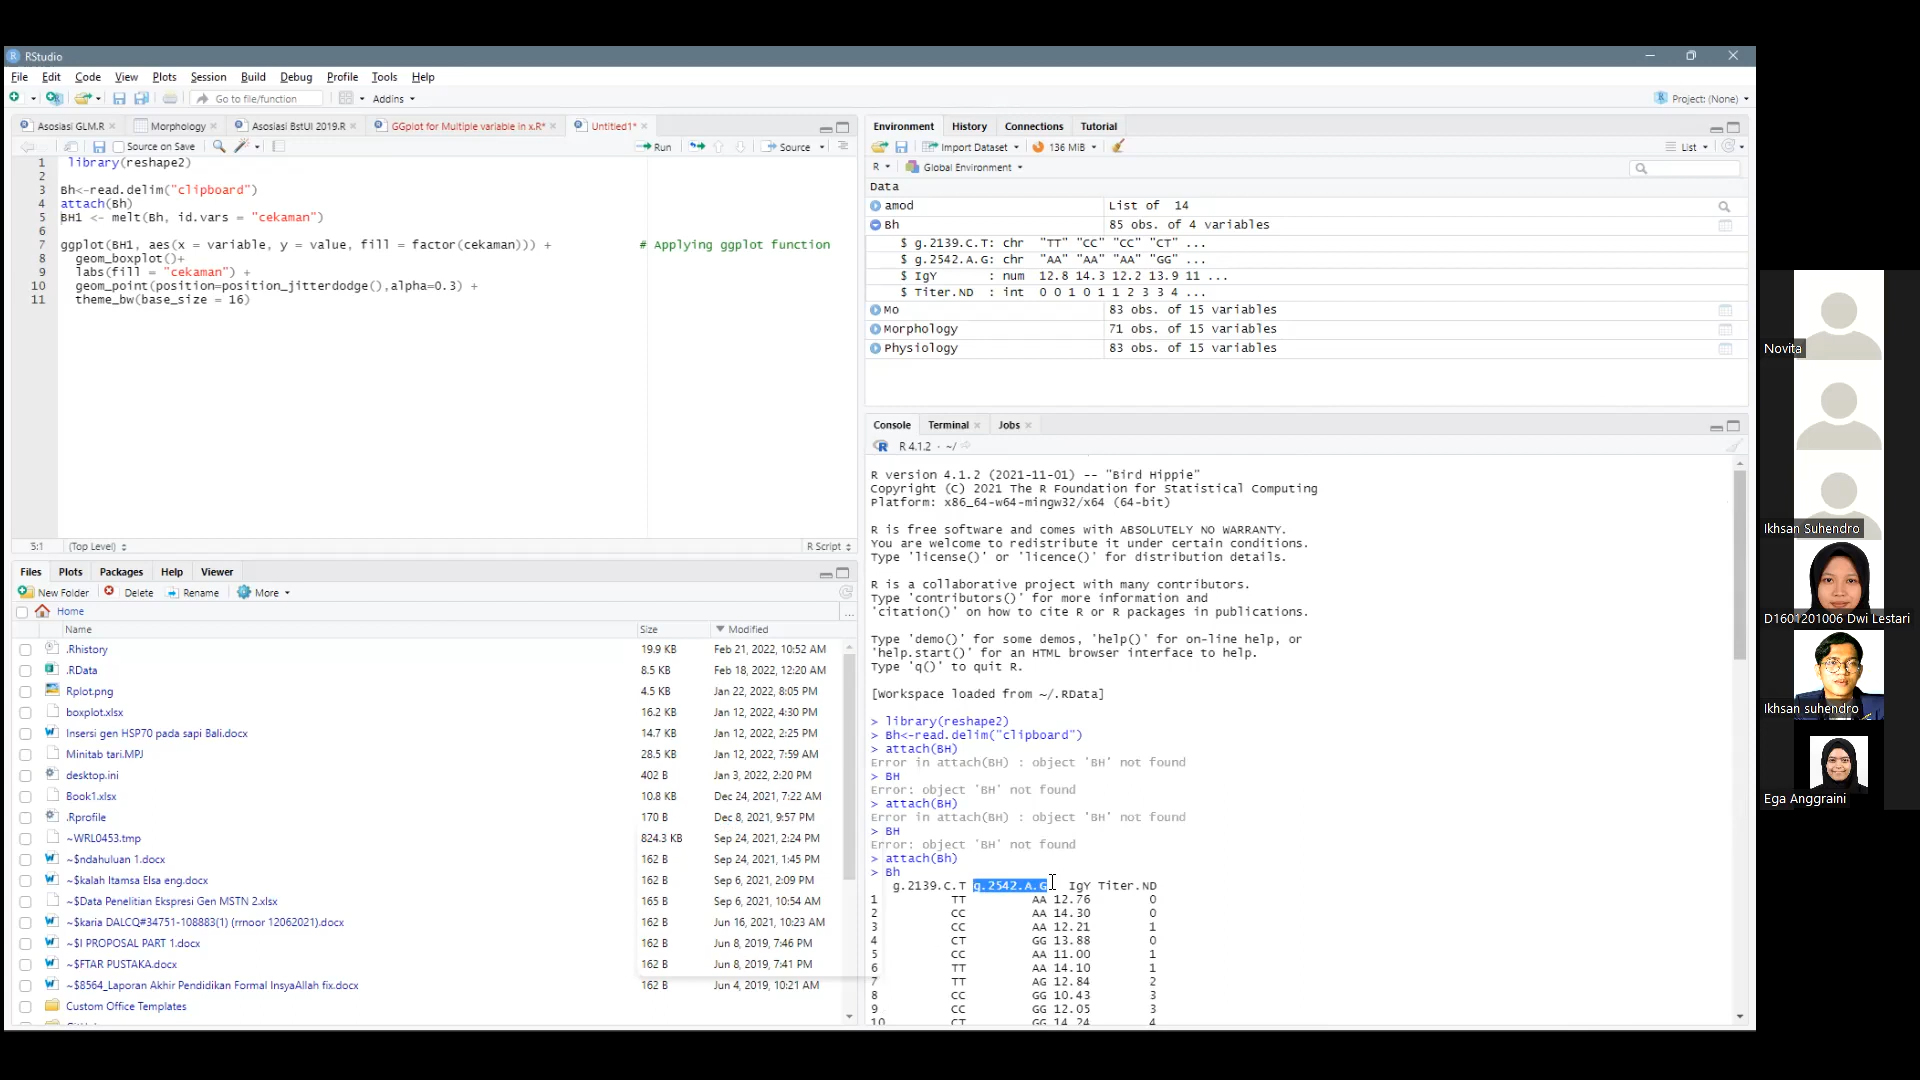 RStudio
File Edit Code View Plots Session Build Debug Profile Tools Help
Go to file/function Addins Project: (None)
Asosiasi GLM.R Morphology Asosiasi BstUI 2019.R GGplot for Multiple variable in x.R* Untitled1*
Source on Save Run Source
1 library(reshape2)
2
3 Bh<-read.delim("clipboard")
4 attach(Bh)
5 BH1 <- melt(Bh, id.vars = "cekaman")
6
7 ggplot(BH1, aes(x = variable, y = value, fill = factor(cekaman))) + # Applying ggplot function
8 geom_boxplot()+
9 labs(fill = "cekaman") +
10 geom_point(position=position_jitterdodge(),alpha=0.3) +
11 theme_bw(base_size = 16)
5:1 (Top Level) R Script
Files Plots Packages Help Viewer
New Folder Delete Rename More
Home ...
Name Size Modified
.Rhistory 19.9 KB Feb 21, 2022, 10:52 AM
.RData 8.5 KB Feb 18, 2022, 12:20 AM
Rplot.png 4.5 KB Jan 22, 2022, 8:05 PM
boxplot.xlsx 16.2 KB Jan 12, 2022, 4:30 PM
Insersi gen HSP70 pada sapi Bali.docx 14.7 KB Jan 12, 2022, 2:25 PM
Minitab tari.MPJ 28.5 KB Jan 12, 2022, 7:59 AM
desktop.ini 402 B Jan 3, 2022, 2:20 PM
Book1.xlsx 10.8 KB Dec 24, 2021, 7:22 AM
.Rprofile 170 B Dec 8, 2021, 9:57 PM
~WRL0453.tmp 824.3 KB Sep 24, 2021, 2:24 PM
~$ndahuluan 1.docx 162 B Sep 24, 2021, 1:45 PM
~$kalah Itamsa Elsa eng.docx 162 B Sep 6, 2021, 2:09 PM
~$Data Penelitian Ekspresi Gen MSTN 2.xlsx 165 B Sep 6, 2021, 10:54 AM
~$karia DALCQ#34751-108883(1) (rrnoor 12062021).docx 162 B Jun 16, 2021, 10:23 AM
~$I PROPOSAL PART 1.docx 162 B Jun 8, 2019, 7:46 PM
~$FTAR PUSTAKA.docx 162 B Jun 8, 2019, 7:41 PM
~$8564_Laporan Akhir Pendidikan Formal InsyaAllah fix.docx 162 B Jun 4, 2019, 10:21 AM
Custom Office Templates
Environment History Connections Tutorial
Import Dataset 136 MiB List
R Global Environment
Data
amod List of 14
Bh 85 obs. of 4 variables
$ g.2139.C.T: chr "TT" "CC" "CC" "CT" ...
$ g.2542.A.G: chr "AA" "AA" "AA" "GG" ...
$ IgY : num 12.8 14.3 12.2 13.9 11 ...
$ Titer.ND : int 0 0 1 0 1 1 2 3 3 4 ...
Mo 83 obs. of 15 variables
Morphology 71 obs. of 15 variables
Physiology 83 obs. of 15 variables
Console Terminal Jobs
R 4.1.2 · ~/
R version 4.1.2 (2021-11-01) -- "Bird Hippie"
Copyright (C) 2021 The R Foundation for Statistical Computing
Platform: x86_64-w64-mingw32/x64 (64-bit)
R is free software and comes with ABSOLUTELY NO WARRANTY.
You are welcome to redistribute it under certain conditions.
Type 'license()' or 'licence()' for distribution details.
R is a collaborative project with many contributors.
Type 'contributors()' for more information and
'citation()' on how to cite R or R packages in publications.
Type 'demo()' for some demos, 'help()' for on-line help, or
'help.start()' for an HTML browser interface to help.
Type 'q()' to quit R.
[Workspace loaded from ~/.RData]
> library(reshape2)
> Bh<-read.delim("clipboard")
> attach(BH)
Error in attach(BH) : object 'BH' not found
> BH
Error: object 'BH' not found
> attach(BH)
Error in attach(BH) : object 'BH' not found
> BH
Error: object 'BH' not found
> attach(Bh)
> Bh
g.2139.C.T g.2542.A.G IgY Titer.ND
1 TT AA 12.76 0
2 CC AA 14.30 0
3 CC AA 12.21 1
4 CT GG 13.88 0
5 CC AA 11.00 1
6 TT AA 14.10 1
7 TT AG 12.84 2
8 CC GG 10.43 3
9 CC GG 12.05 3
10 CT GG 14.24 4
Novita
Ikhsan Suhendro
D1601201006 Dwi Lestari
Ikhsan suhendro
Ega Anggraini